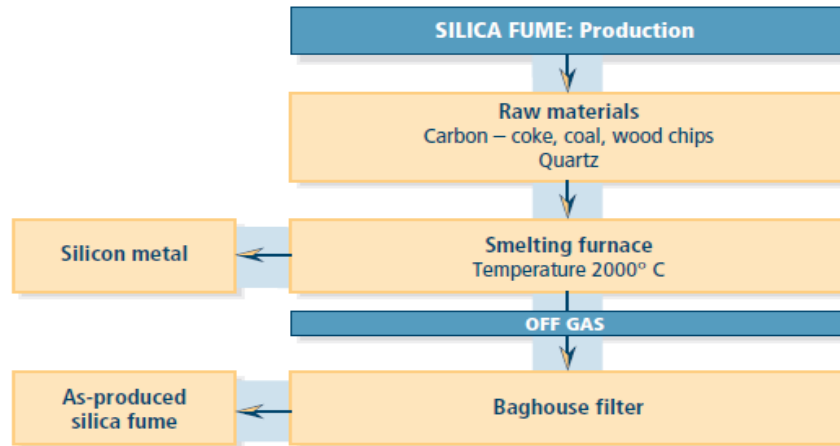 SILICA FUME: Production
Raw materials
Carbon – coke, coal, wood chips
Quartz
Silicon metal
Smelting furnace
Temperature 2000° C
OFF GAS
As-produced
silica fume
Baghouse filter